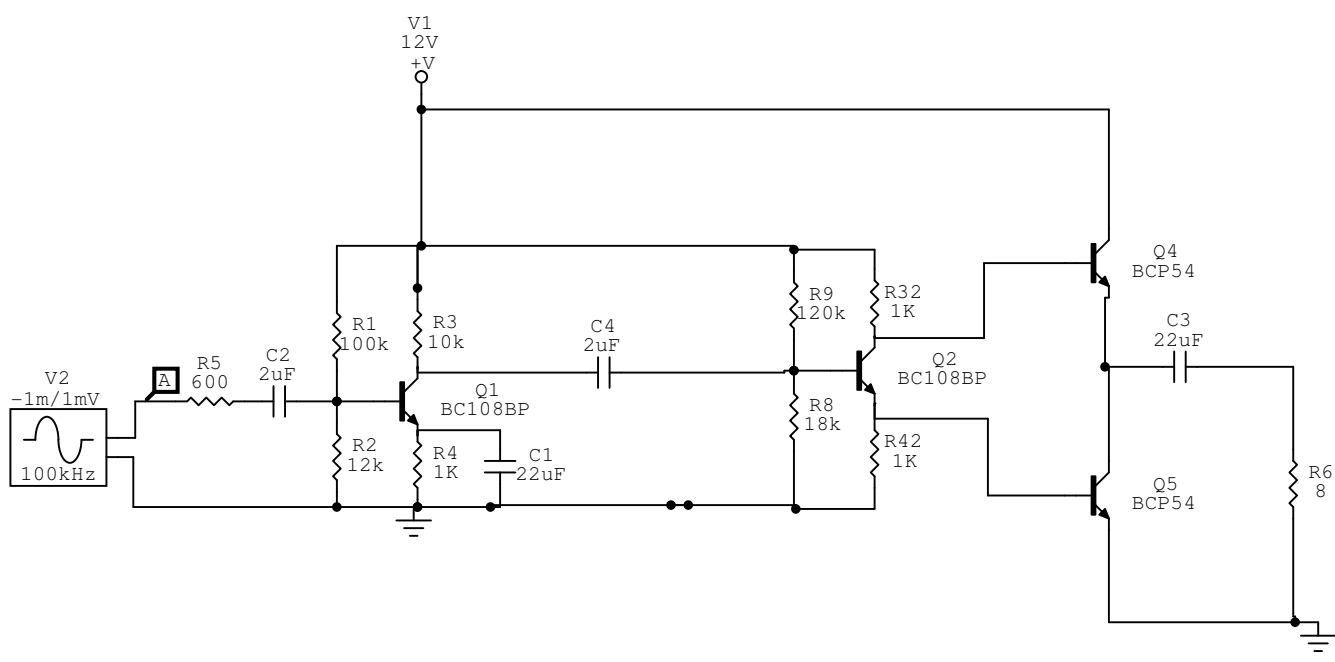 V1
12V
+V
Q4
BCP54
R9
120k
R32
1K
R1
100k
R3
10k
C4
2uF
C3
22uF
V2
-1m/1mV
A
R5
600
C2
2uF
Q1
BC108BP
Q2
BC108BP
R8
18k
100kHz
R2
12k
R4
1K
C1
22uF
R42
1K
Q5
BCP54
R6
8